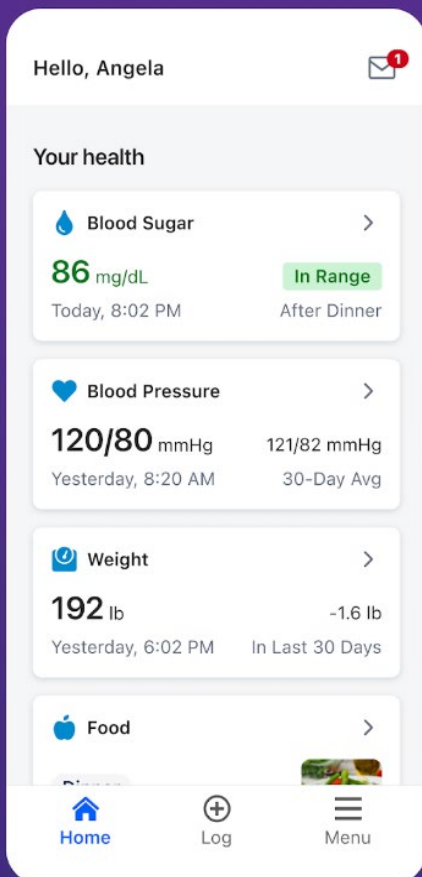 Hello, Angela
1
Your health
Blood Sugar
86 mg/dL In Range
Today, 8:02 PM After Dinner
Blood Pressure
120/80 mmHg 121/82 mmHg
Yesterday, 8:20 AM 30-Day Avg
Weight
192 lb -1.6 lb
Yesterday, 6:02 PM In Last 30 Days
Food
Home Log Menu